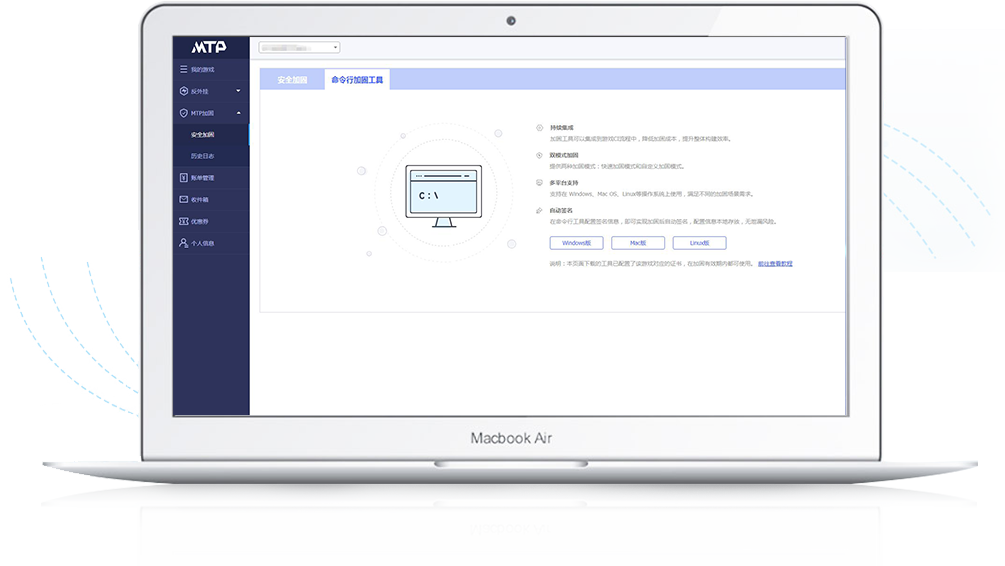 MTP
我的游戏
反外挂
MTP加固
安全加固
历史日志
账单管理
收件箱
优惠券
个人信息
安全加固
命令行加固工具
C:\
持续集成
加固工具可以集成到游戏CI流程中，降低加固成本，提升整体构建效率。
双模式加固
提供两种加固模式：快速加固模式和自定义加固模式。
多平台支持
支持在 Windows、Mac OS、Linux等操作系统上使用，满足不同的加固场景需求。
自动签名
在命令行工具配置签名信息，即可实现加固后自动签名，配置信息本地存放，无泄漏风险。
Windows版
Mac版
Linux版
说明：本页面下载的工具已配置了该游戏对应的证书，在加固有效期内都可使用。 前往查看教程
Macbook Air